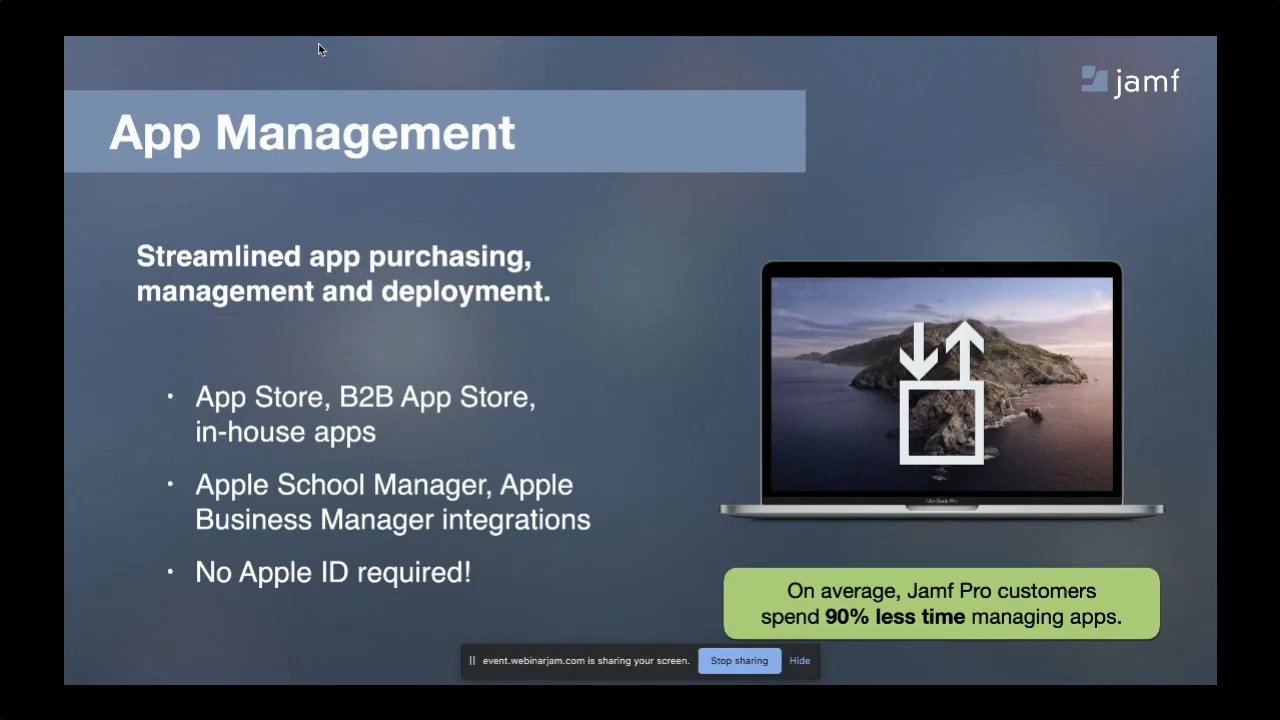 jamf
App Management
Streamlined app purchasing,
management and deployment.
· App Store, B2B App Store,
in-house apps
· Apple School Manager, Apple
Business Manager integrations
· No Apple ID required!
MacBook Pro
On average, Jamf Pro customers
spend 90% less time managing apps.
event.webinarjam.com is sharing your screen.
Stop sharing
Hide